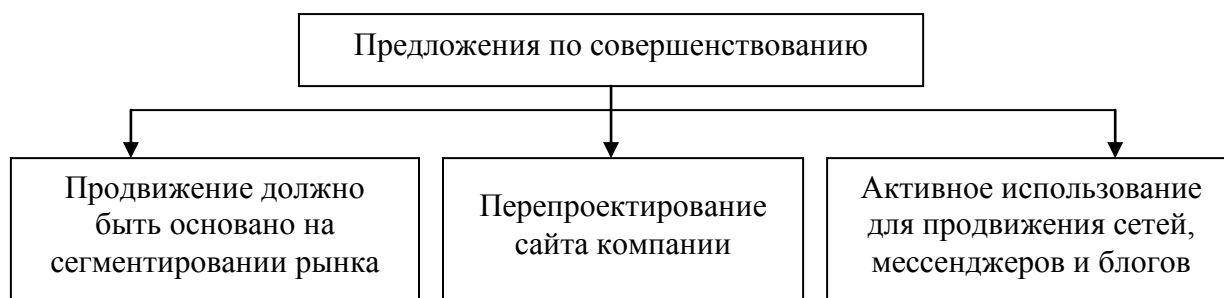 Предложения по совершенствованию
Продвижение должно
быть основано на
сегментировании рынка
Перепроектирование
сайта компании
Активное использование
для продвижения сетей,
мессенджеров и блогов